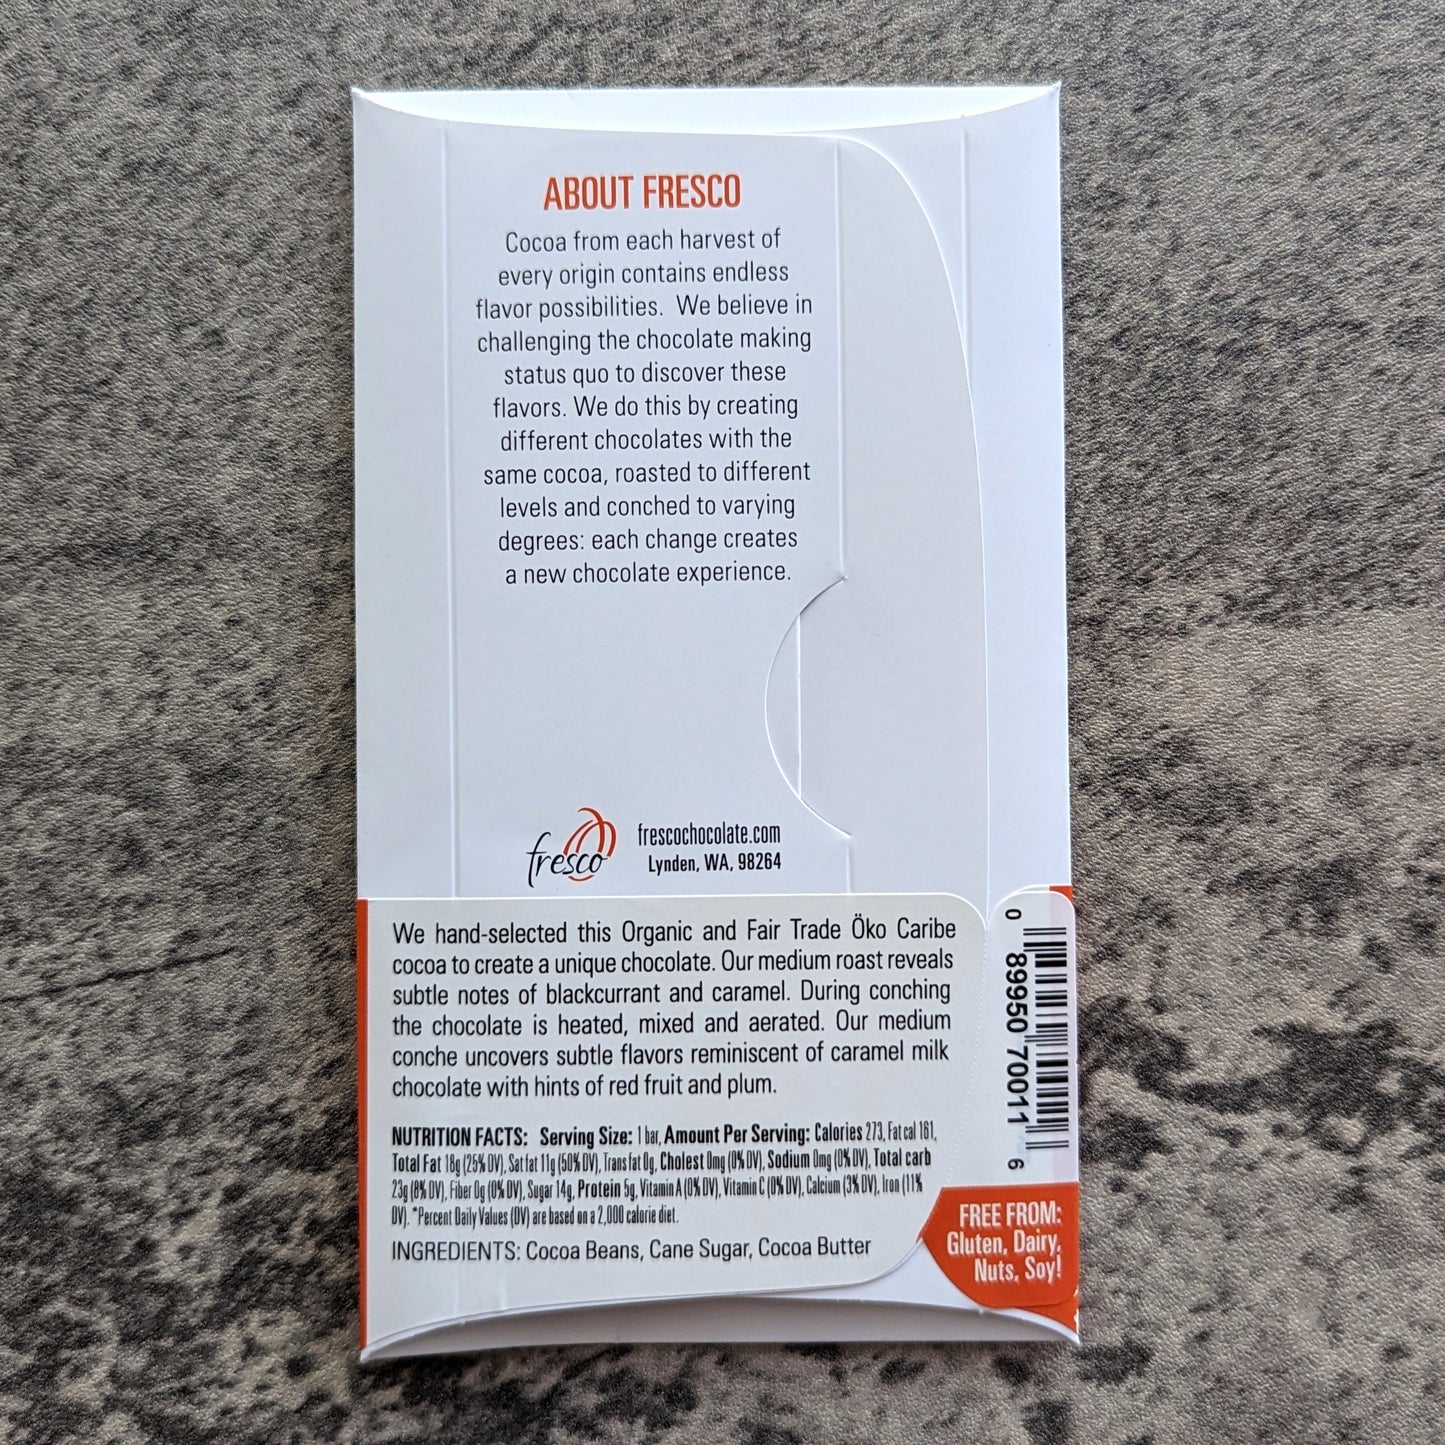 ABOUT FRESCO
Cocoa from each harvest of
every origin contains endless
flavor possibilities.  We believe in
challenging the chocolate making
status quo to discover these
flavors. We do this by creating
different chocolates with the
same cocoa, roasted to different
levels and conched to varying
degrees: each change creates
a new chocolate experience.
fresco
frescochocolate.com
Lynden, WA, 98264
We hand-selected this Organic and Fair Trade Öko Caribe
cocoa to create a unique chocolate. Our medium roast reveals
subtle notes of blackcurrant and caramel. During conching
the chocolate is heated, mixed and aerated. Our medium
conche uncovers subtle flavors reminiscent of caramel milk
chocolate with hints of red fruit and plum.
NUTRITION FACTS: Serving Size: 1 bar, Amount Per Serving: Calories 273, Fat cal 161,
Total Fat 18g (25% DV), Sat fat 11g (50% DV), Trans fat 0g, Cholest 0mg (0% DV), Sodium 0mg (0% DV), Total carb
23g (8% DV), Fiber 0g (0% DV), Sugar 14g, Protein 5g, Vitamin A (0% DV), Vitamin C (0% DV), Calcium (3% DV), Iron (11%
DV). *Percent Daily Values (DV) are based on a 2,000 calorie diet.
INGREDIENTS: Cocoa Beans, Cane Sugar, Cocoa Butter
0 89950 70011 6
FREE FROM:
Gluten, Dairy,
Nuts, Soy!